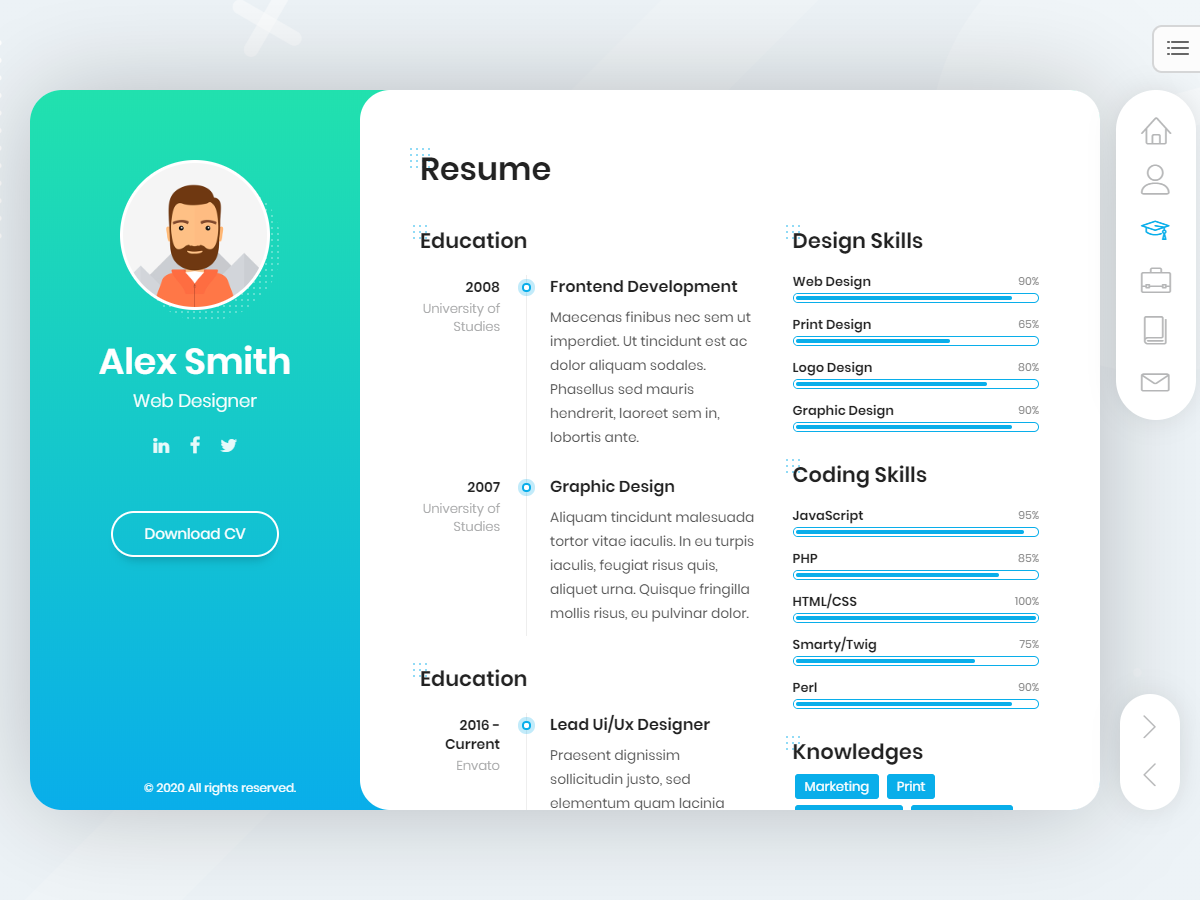 Alex Smith
Web Designer
Download CV
© 2020 All rights reserved.
Resume
Education
2008
University of
Studies
Frontend Development
Maecenas finibus nec sem ut
imperdiet. Ut tincidunt est ac
dolor aliquam sodales.
Phasellus sed mauris
hendrerit, laoreet sem in,
lobortis ante.
2007
University of
Studies
Graphic Design
Aliquam tincidunt malesuada
tortor vitae iaculis. In eu turpis
iaculis, feugiat risus quis,
aliquet urna. Quisque fringilla
mollis risus, eu pulvinar dolor.
Education
2016 -
Current
Envato
Lead Ui/Ux Designer
Praesent dignissim
sollicitudin justo, sed
elementum quam lacinia
Design Skills
Web Design 90%
Print Design 65%
Logo Design 80%
Graphic Design 90%
Coding Skills
JavaScript 95%
PHP 85%
HTML/CSS 100%
Smarty/Twig 75%
Perl 90%
Knowledges
Marketing Print